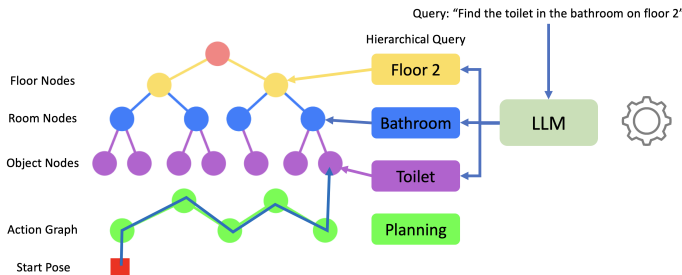 Query: “Find the toilet in the bathroom on floor 2’
Hierarchical Query
Floor Nodes
Floor 2
Room Nodes
Bathroom
LLM
Object Nodes
Toilet
Action Graph
Planning
Start Pose